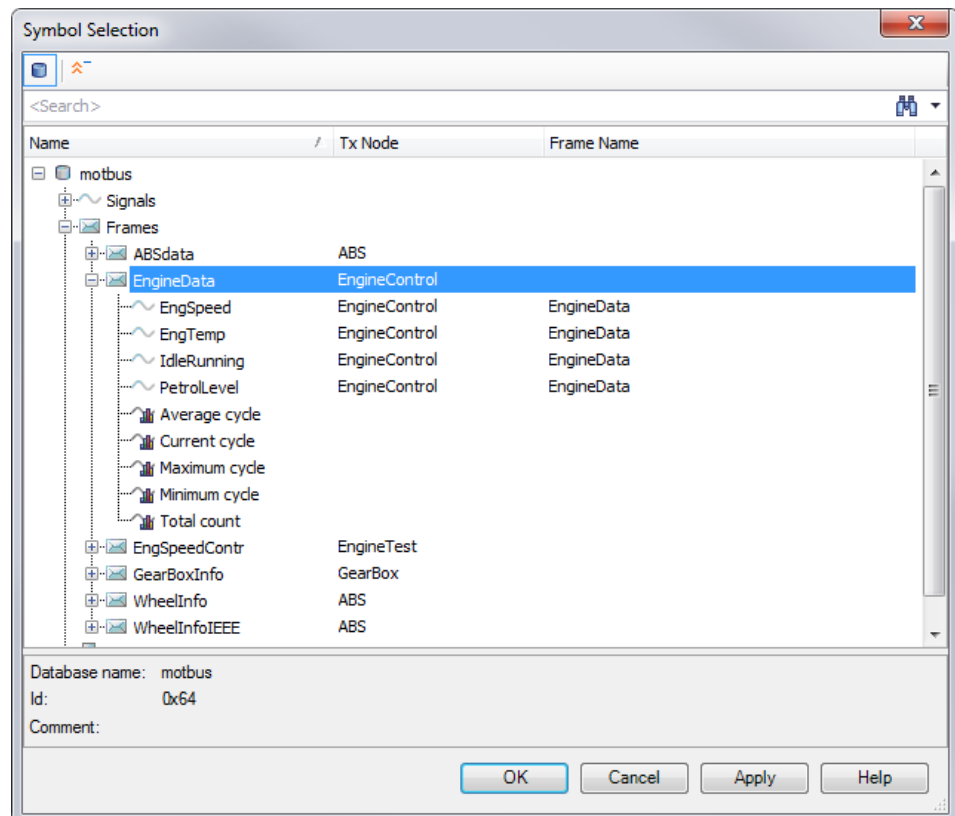 Symbol Selection
<Search>
Name Tx Node Frame Name
motbus
Signals
Frames
ABSdata ABS
EngineData EngineControl
EngSpeed EngineControl EngineData
EngTemp EngineControl EngineData
IdleRunning EngineControl EngineData
PetrolLevel EngineControl EngineData
Average cycle
Current cycle
Maximum cycle
Minimum cycle
Total count
EngSpeedContr EngineTest
GearBoxInfo GearBox
WheelInfo ABS
WheelInfoIEEE ABS
Database name: motbus
Id: 0x64
Comment:
OK Cancel Apply Help